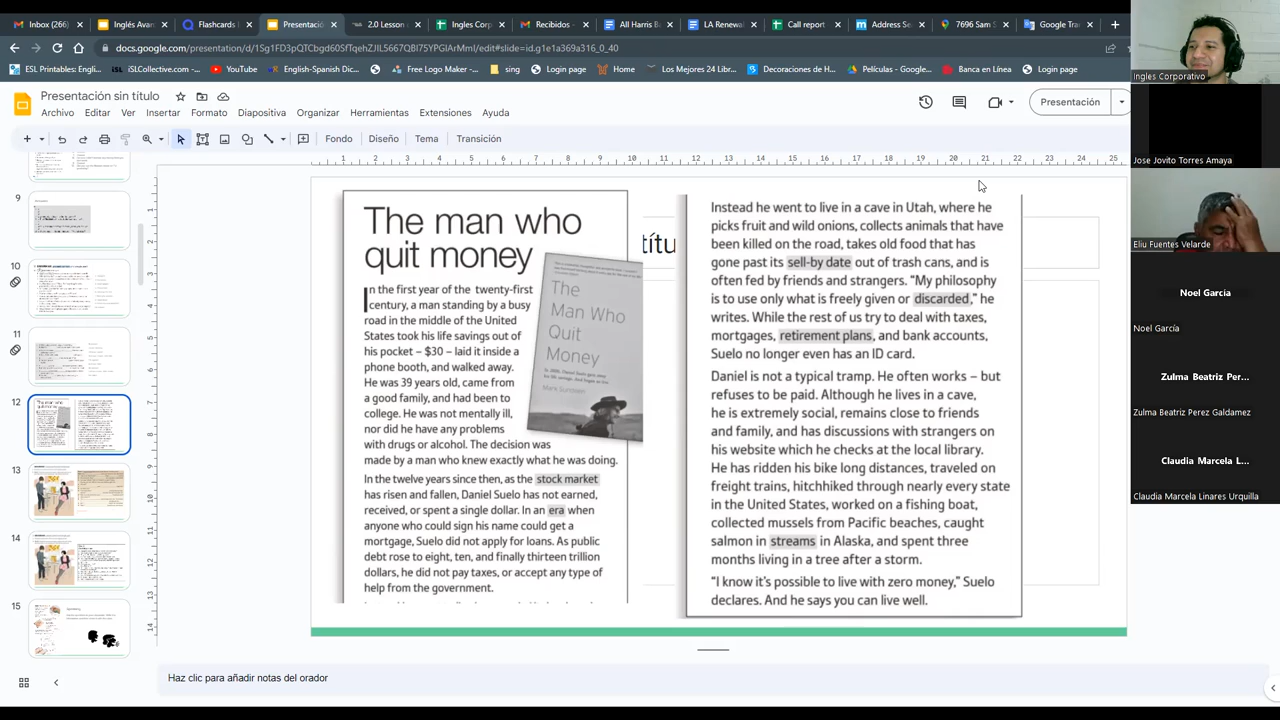 Inbox (266)
Inglés Avan
Flashcards
Presentació
2.0 Lesson
Ingles Cor
Recibidos -
All Harris B
LA Renewal
Call report
Address Se
7696 Sam S
Google Tra
docs.google.com/presentation/d/1Sg1FD3pQTCbgd60SfTqehZJIL5667QBI75YPGIArMmI/edit#slide=id.g1e1a369a316_0_40
ESL Printables: Engli...
iSLCollective.com -...
YouTube
English-Spanish Dic...
Free Logo Maker -...
Login page
Home
Los Mejores 24 Libr...
Decoraciones de H...
Películas - Google...
Banca en Línea
Login page
Presentación sin título
Archivo Editar Ver Insertar Formato Diapositiva Organizar Herramientas Extensiones Ayuda
Presentación
Fondo Diseño Tema Transición
9
10
11
12
13
14
15
The man who
quit money
In the first year of the twenty-first
century, a man standing by a busy
road in the middle of the United
States took his life savings out of
his pocket – $30 – laid it inside a
phone booth, and walked away.
He was 39 years old, came from
a good family, and had been to
college. He was not mentally ill,
nor did he have any problems
with drugs or alcohol. The decision was
made by a man who knew exactly what he was doing.
In the twelve years since then, as the stock market
has risen and fallen, Daniel Suelo has not earned,
received, or spent a single dollar. In an era when
anyone who could sign his name could get a
mortgage, Suelo did not apply for loans. As public
debt rose to eight, ten, and finally thirteen trillion
dollars, he did not pay taxes, or accept any type of
help from the government.
The
Man Who
Quit
Money
Mark Sundeen
títu
Instead he went to live in a cave in Utah, where he
picks fruit and wild onions, collects animals that have
been killed on the road, takes old food that has
gone past its sell-by date out of trash cans, and is
often fed by friends and strangers. "My philosophy
is to use only what is freely given or discarded," he
writes. While the rest of us try to deal with taxes,
mortgages, retirement plans, and bank accounts,
Suelo no longer even has an ID card.
Daniel is not a typical tramp. He often works – but
refuses to be paid. Although he lives in a cave,
he is extremely social, remains close to friends
and family, and has discussions with strangers on
his website which he checks at the local library.
He has ridden his bike long distances, traveled on
freight trains, hitchhiked through nearly every state
in the United States, worked on a fishing boat,
collected mussels from Pacific beaches, caught
salmon in streams in Alaska, and spent three
months living in a tree after a storm.
"I know it's possible to live with zero money," Suelo
declares. And he says you can live well.
Haz clic para añadir notas del orador
Ingles Corporativo
Jose Jovito Torres Amaya
Eliu Fuentes Velarde
Noel Garcia
Noel García
Zulma Beatriz Per...
Zulma Beatriz Perez Galdamez
Claudia Marcela L...
Claudia Marcela Linares Urquilla